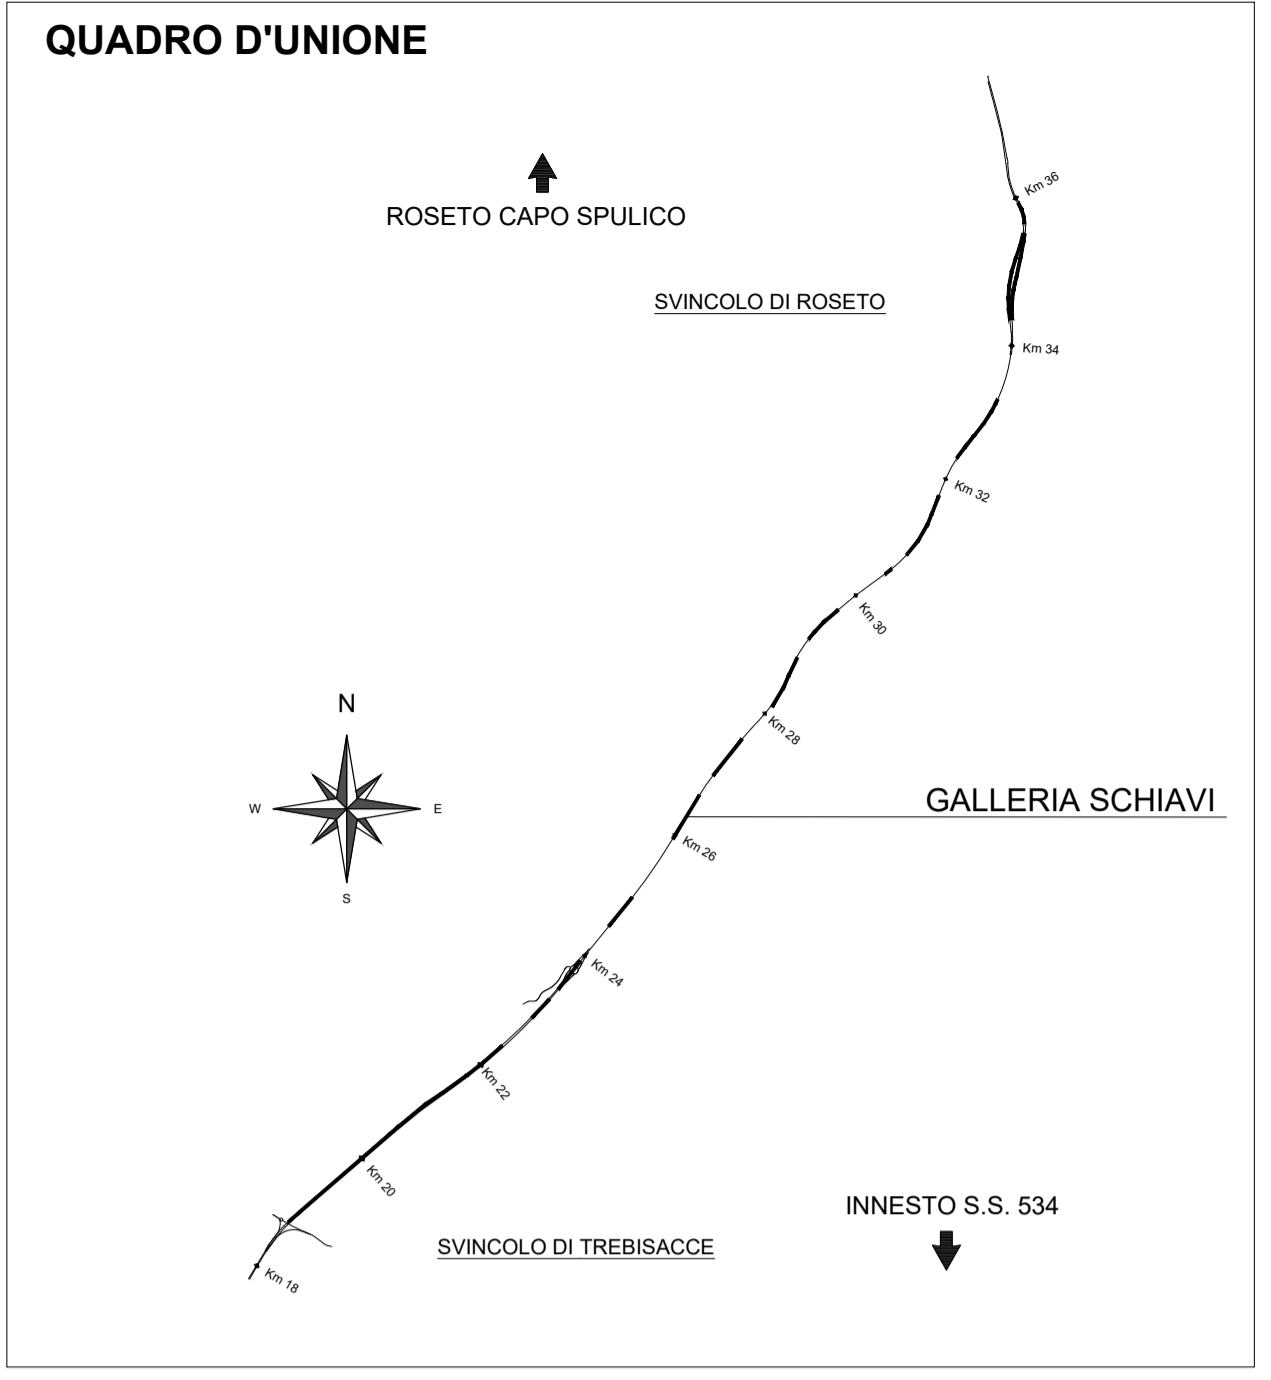 QUADRO D'UNIONE
Km 36
ROSETO CAPO SPULICO
SVINCOLO DI ROSETO
Km 34
Km 32
Km 30
N
Km 28
W
E
GALLERIA SCHIAVI
Km 26
S
Km 24
Km 22
Km 20
INNESTO S.S. 534
SVINCOLO DI TREBISACCE
Km 18